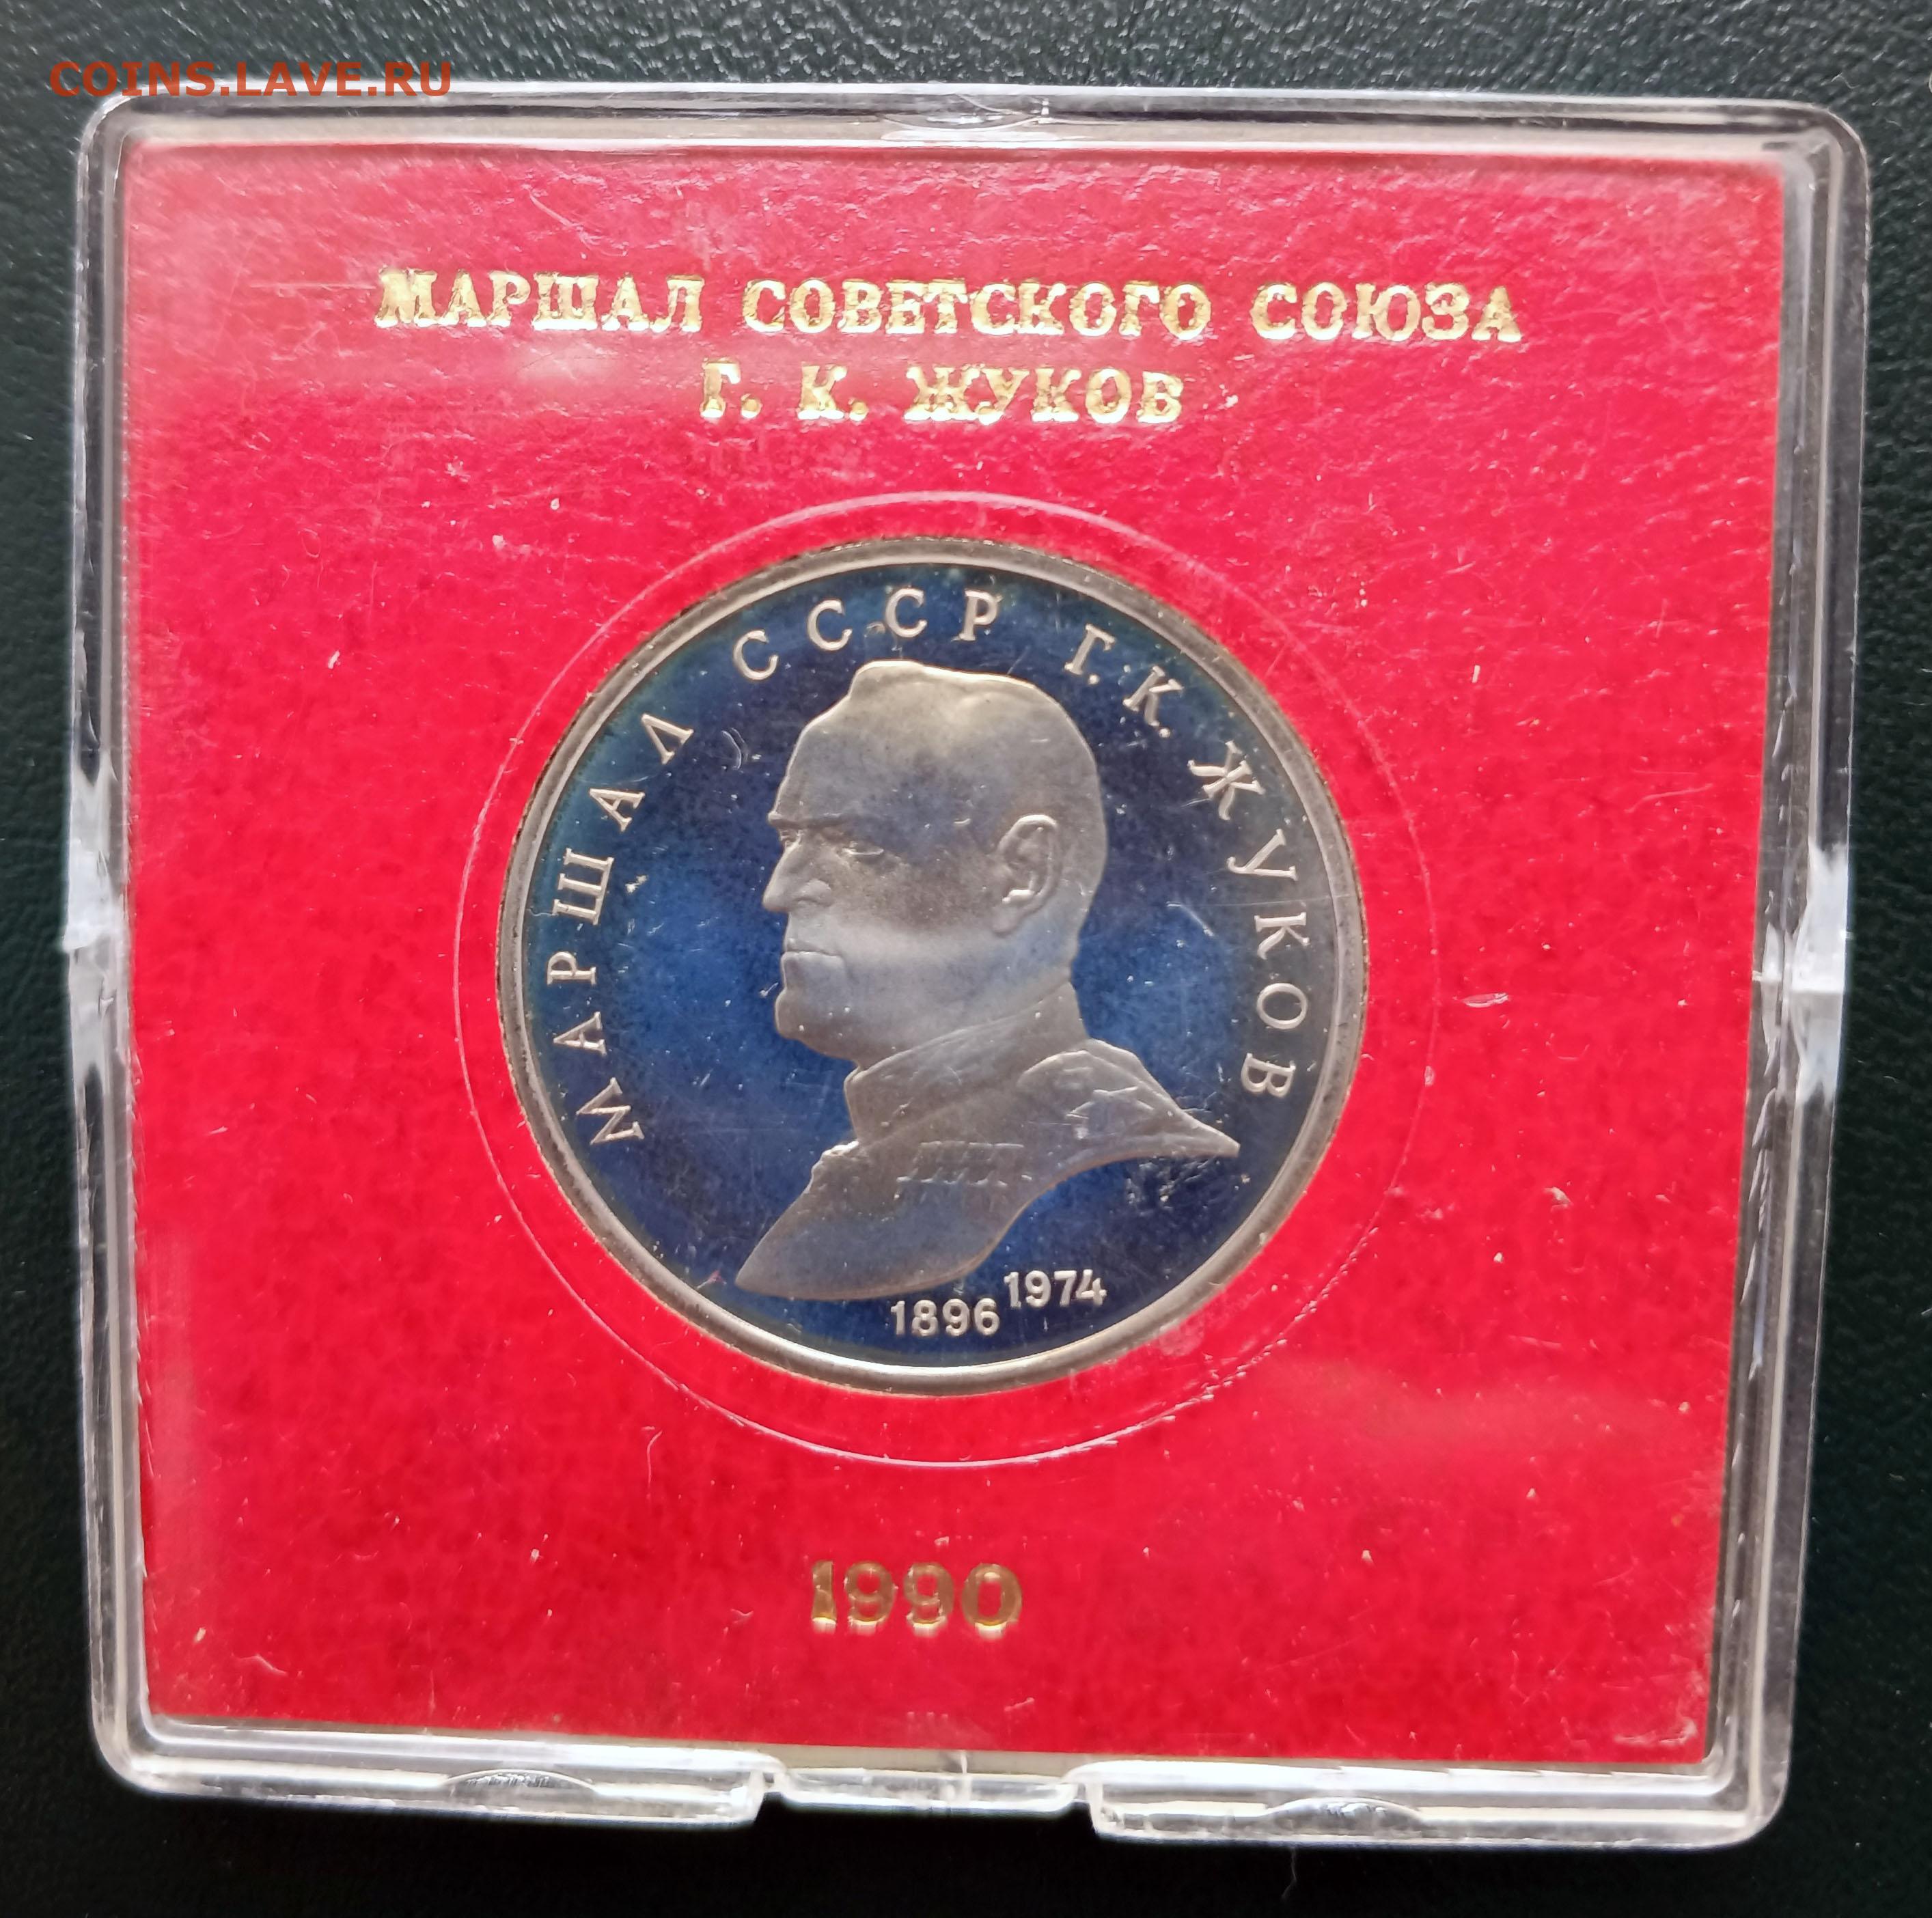 COINS.LAVE.RU
МАРШАЛ СОВЕТСКОГО СОЮЗА
Г. К. ЖУКОВ
МАРШАЛ СССР Г. К. ЖУКОВ
1896 1974
1990